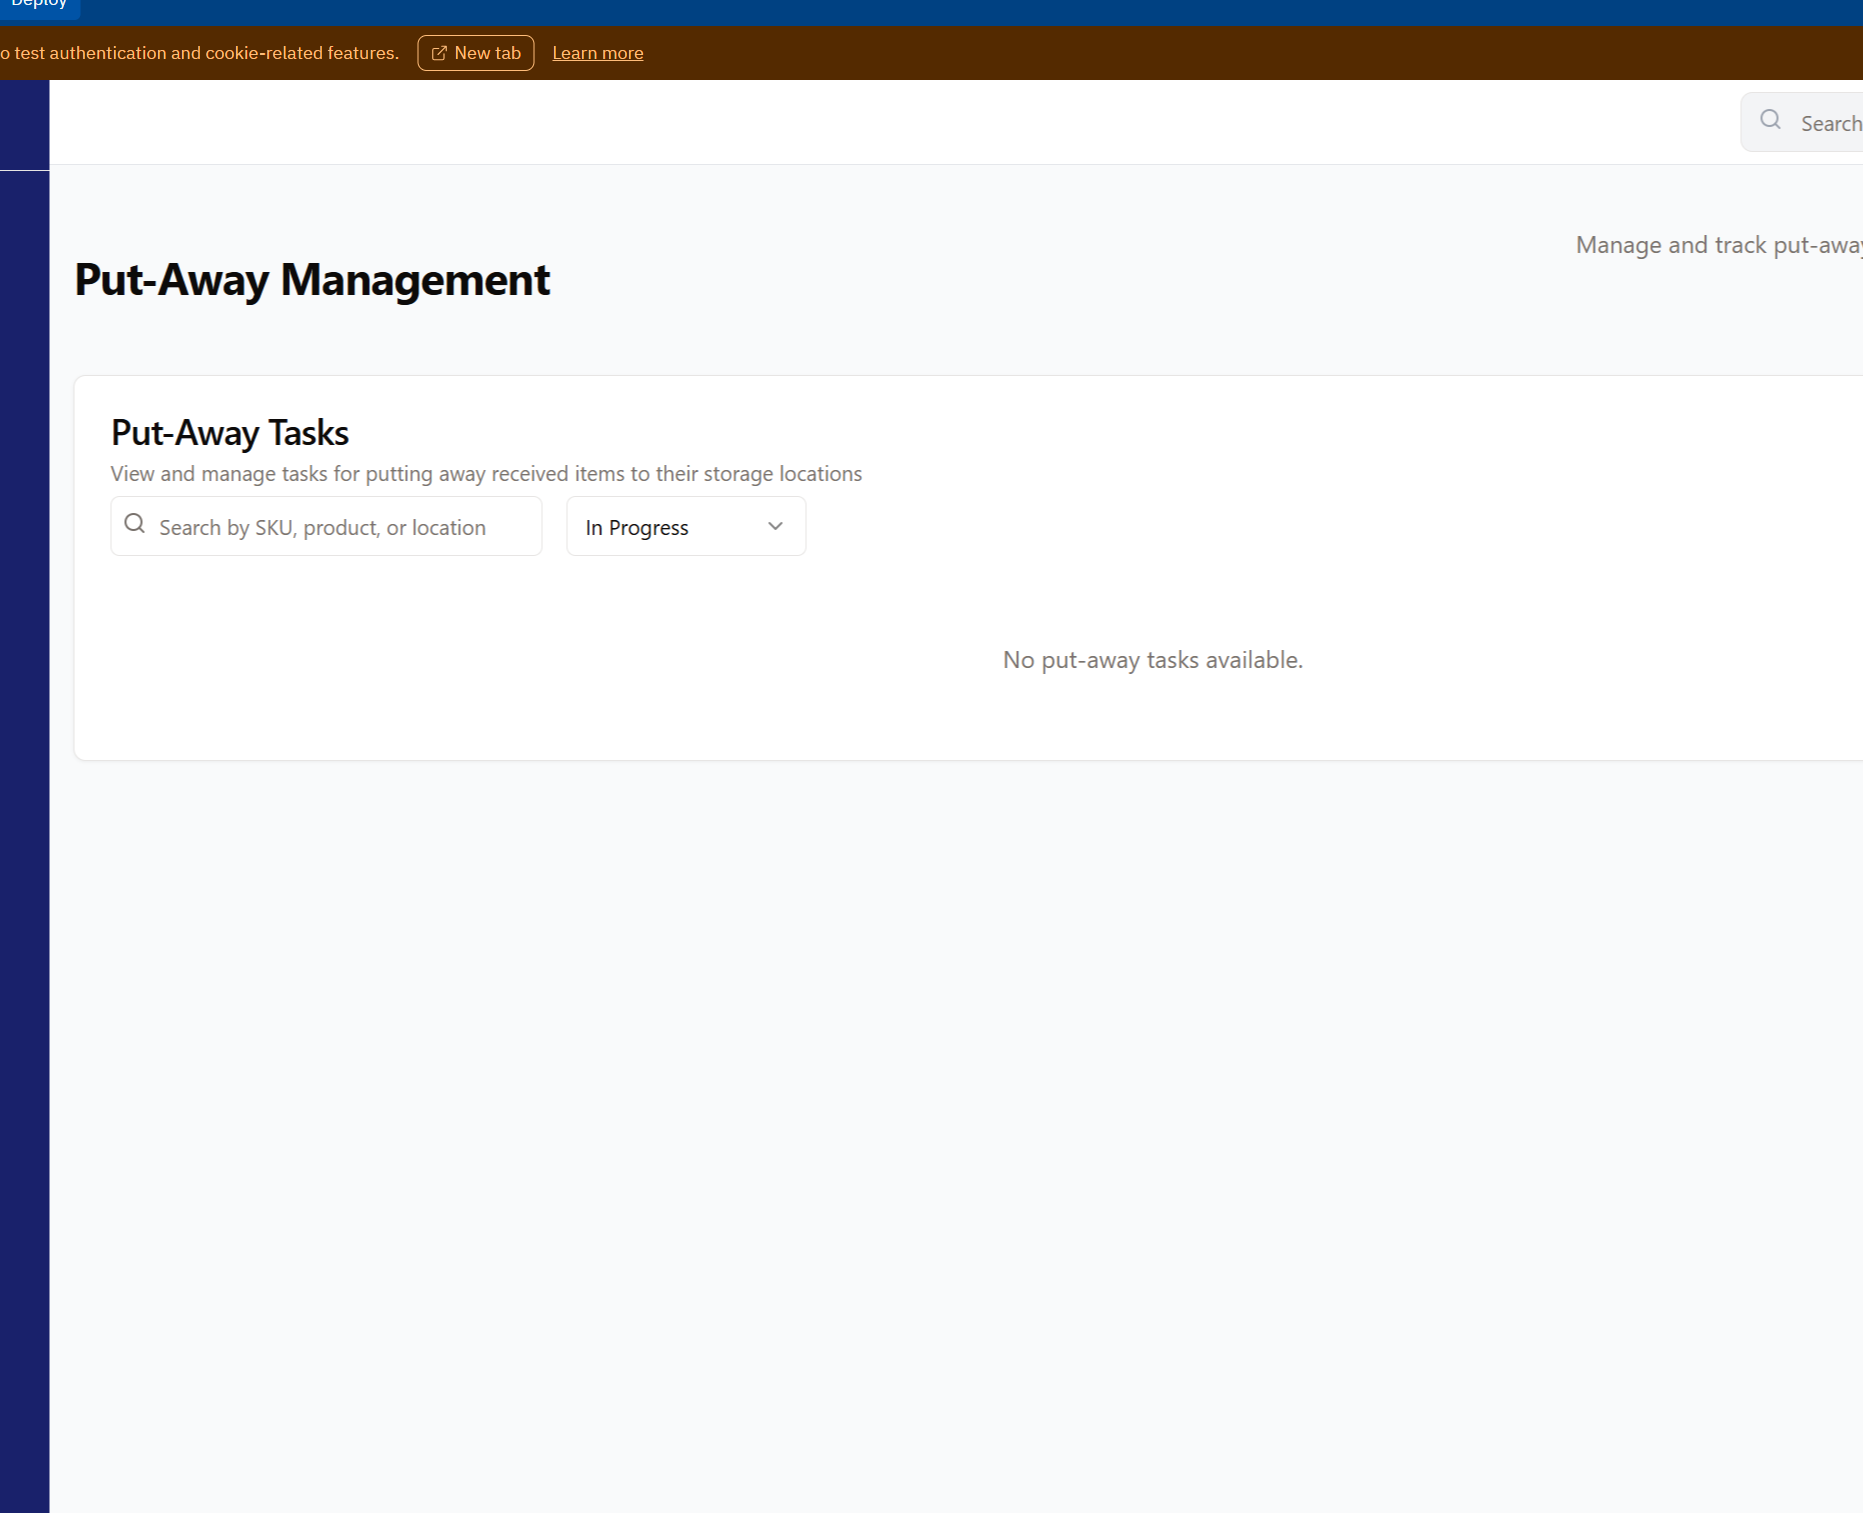 Deploy
o test authentication and cookie-related features. New tab Learn more
Search
Manage and track put-away
Put-Away Management
Put-Away Tasks
View and manage tasks for putting away received items to their storage locations
Search by SKU, product, or location In Progress
No put-away tasks available.